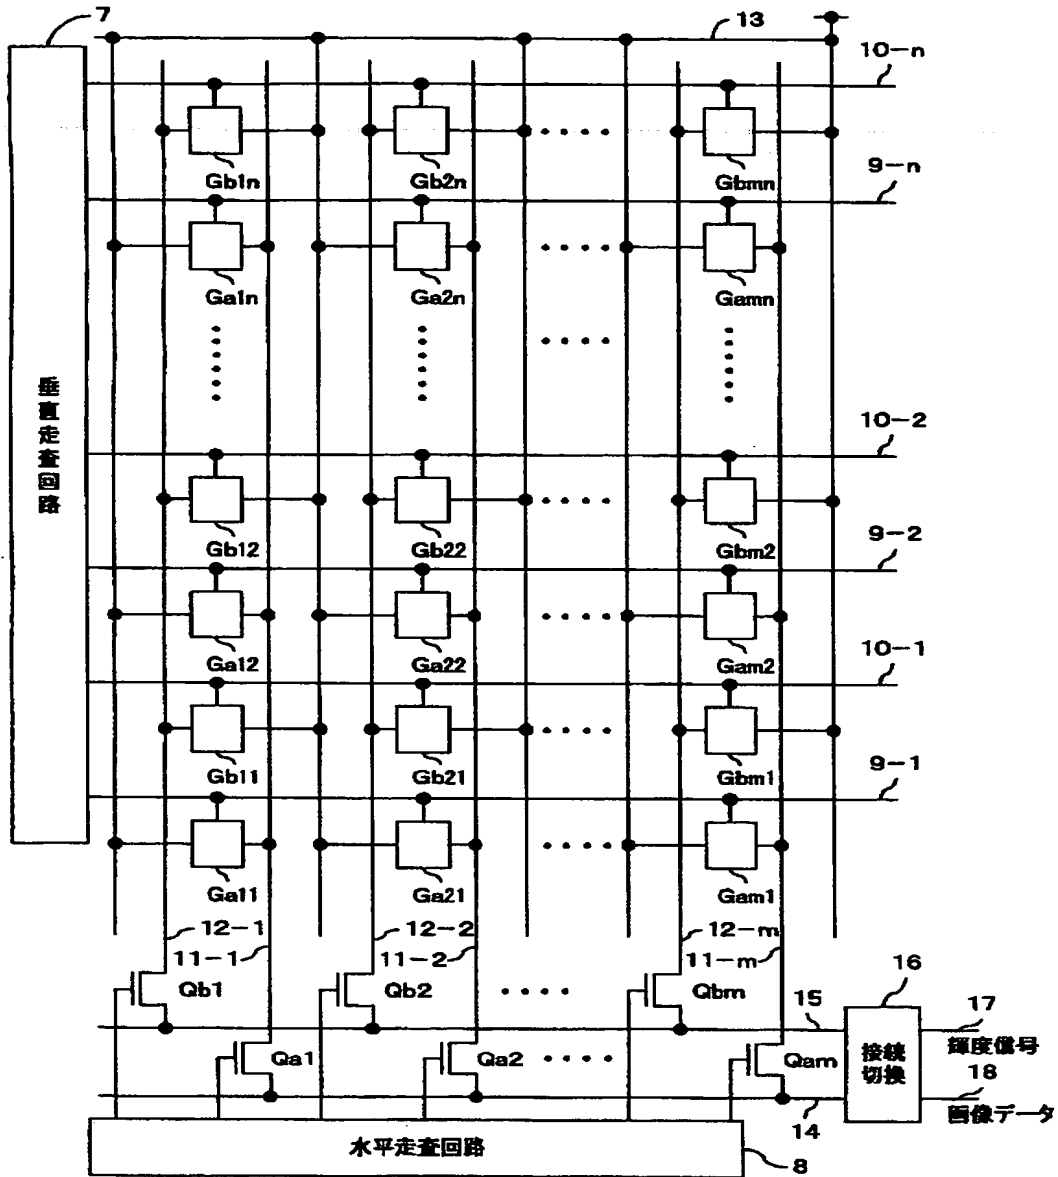 7
13
10-n
Gb1n
Gb2n
Gbmn
9-n
Ga1n
Ga2n
Gamn
垂直走査回路
10-2
Gb12
Gb22
Gbm2
9-2
Ga12
Ga22
Gam2
10-1
Gb11
Gb21
Gbm1
9-1
Ga11
Ga21
Gam1
12-1
12-2
12-m
11-1
11-2
11-m
16
Qb1
Qb2
Qbm
15
17
輝度信号
Qa1
Qa2
Qam
接続
切換
18
画像データ
14
水平走査回路
8